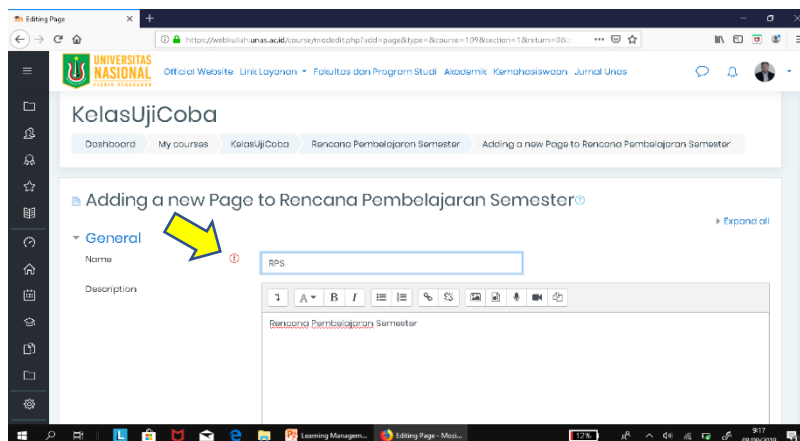 Editing Page
https://webkuliah.unas.ac.id/course/modedit.php?add=page&type=&course=109&section=1&return=0&
UNIVERSITAS
NASIONAL
Official Website Link Layanan Fakultas dan Program Studi Akademik Kemahasiswaan Jurnal Unas
KelasUjiCoba
Dashboard My courses KelasUjiCoba Rencana Pembelajaran Semester Adding a new Page to Rencana Pembelajaran Semester
Adding a new Page to Rencana Pembelajaran Semester
Expand all
General
Name
RPS
Description
A B I
Rencana Pembelajaran Semester
Learning Managem...
Editing Page - Mozi...
12%
9:17